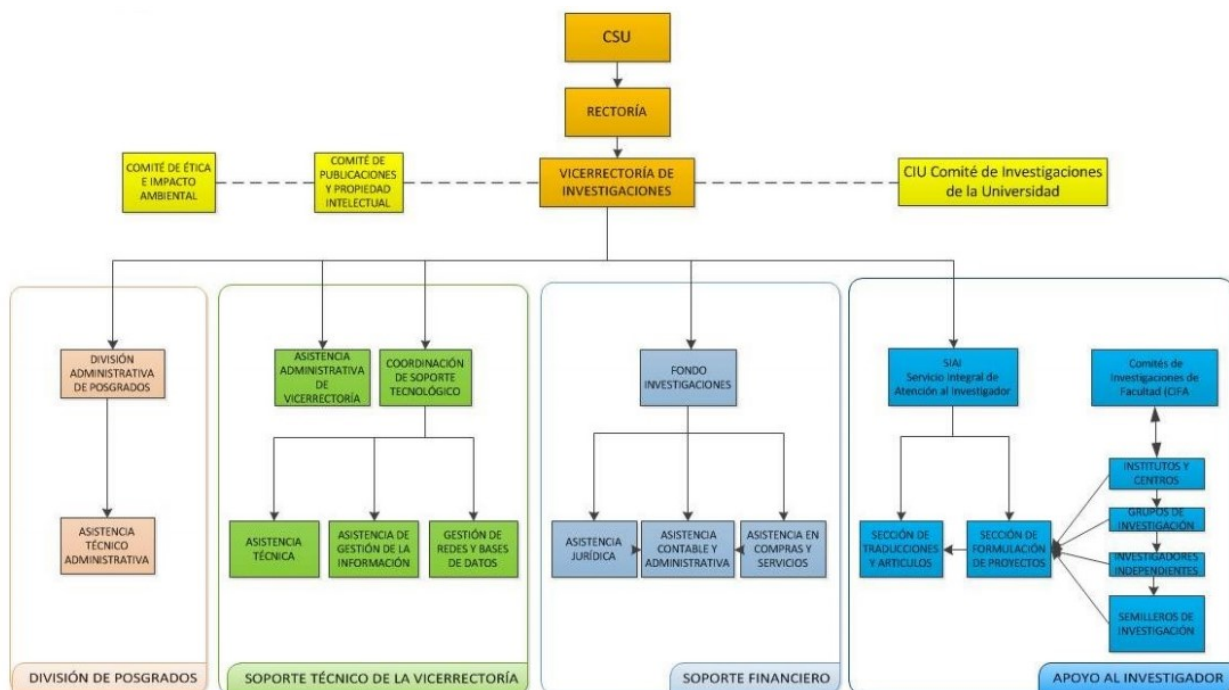 CSU
RECTORÍA
COMITÉ DE ÉTICA
E IMPACTO
AMBIENTAL
COMITÉ DE
PUBLICACIONES
Y PROPIEDAD
INTELECTUAL
VICERRECTORÍA DE
INVESTIGACIONES
CIU Comité de Investigaciones
de la Universidad
DIVISIÓN
ADMINISTRATIVA
DE POSGRADOS
ASISTENCIA
ADMINISTRATIVA
DE
VICERRECTORÍA
COORDINACIÓN
DE SOPORTE
TECNOLÓGICO
FONDO
INVESTIGACIONES
SIAI
Servicio integral de
Atención al Investigador
Comités de
Investigaciones de
Facultad (CIFA
INSTITUTOS Y
CENTROS
GRUPOS DE
INVESTIGACIÓN
INVESTIGADORES
INDEPENDIENTES
SEMILLEROS DE
INVESTIGACIÓN
ASISTENCIA
TÉCNICO
ADMINISTRATIVA
ASISTENCIA
TÉCNICA
ASISTENCIA DE
GESTIÓN DE LA
INFORMACIÓN
GESTIÓN DE
REDES Y BASES
DE DATOS
ASISTENCIA
JURÍDICA
ASISTENCIA
CONTABLE Y
ADMINISTRATIVA
ASISTENCIA EN
COMPRAS Y
SERVICIOS
SECCIÓN DE
TRADUCCIONES
Y ARTICULOS
SECCIÓN DE
FORMULACIÓN
DE PROYECTOS
DIVISIÓN DE POSGRADOS
SOPORTE TÉCNICO DE LA VICERRECTORÍA
SOPORTE FINANCIERO
APOYO AL INVESTIGADOR